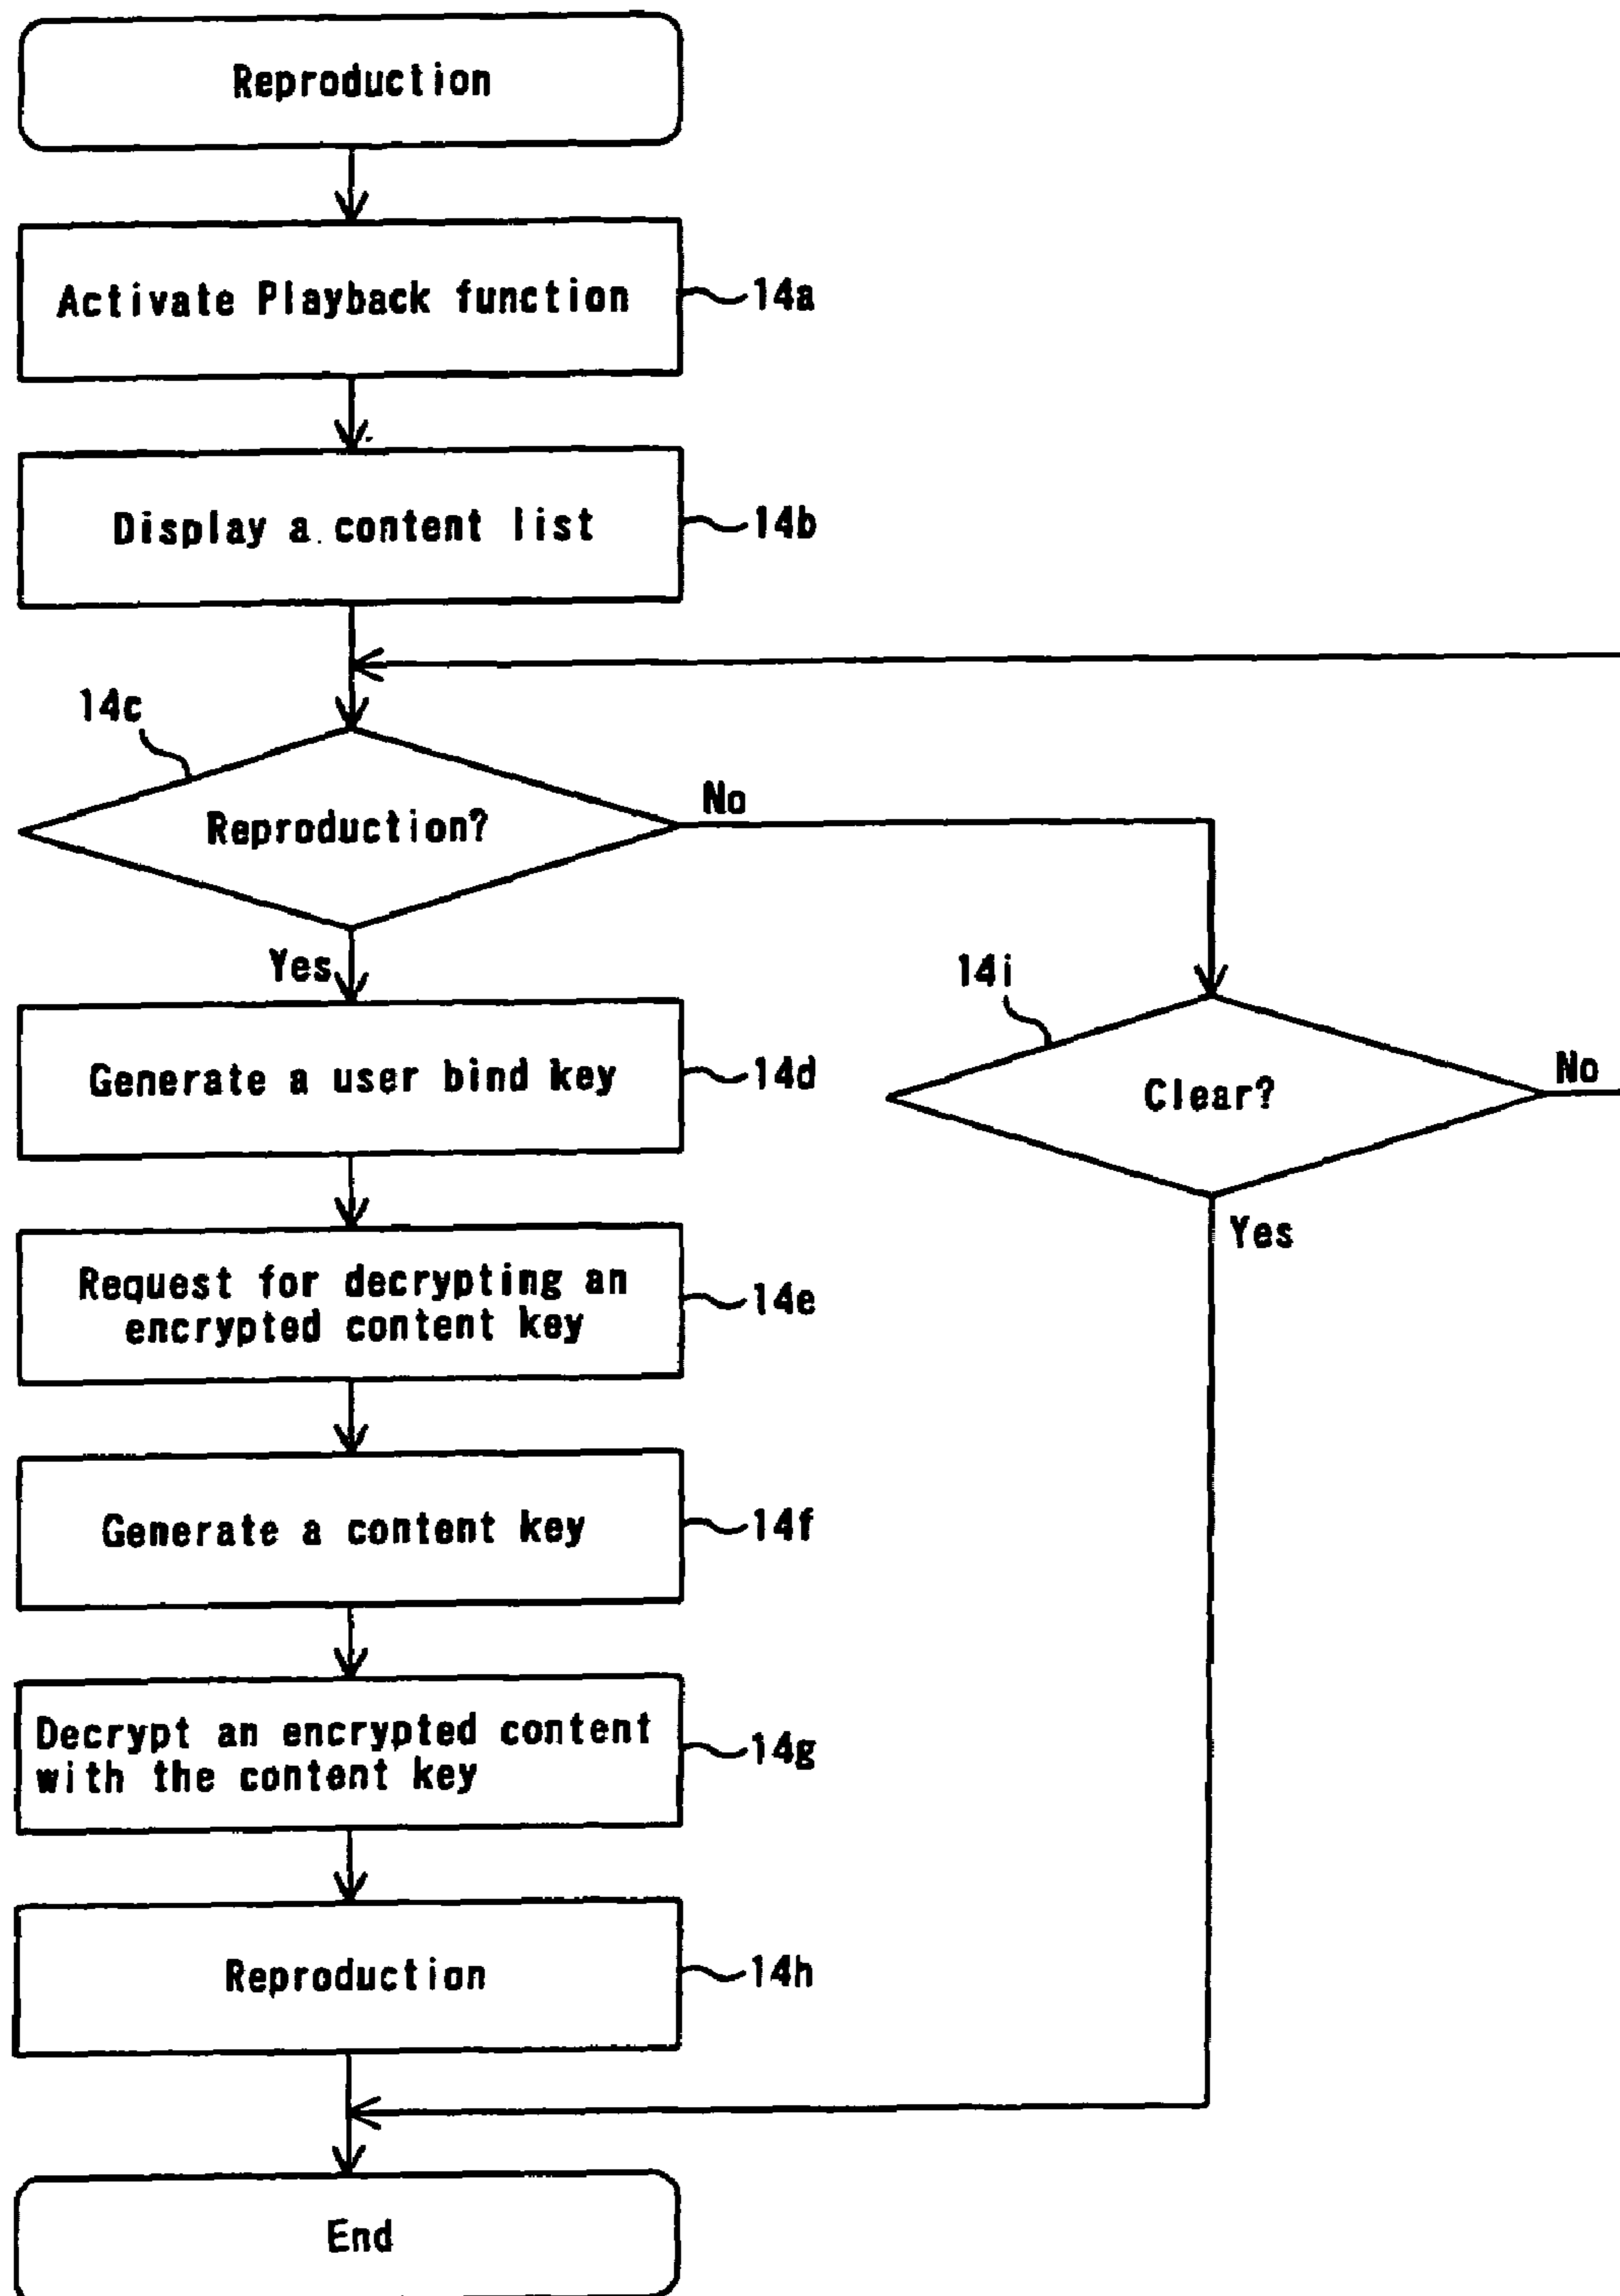 Reproduction
Activate Playback function
14a
Display a content list
14b
14c
Reproduction?
No
Yes
Generate a user bind key
14d
14i
Clear?
No
Yes
Request for decrypting an
encrypted content key
14e
Generate a content key
14f
Decrypt an encrypted content
with the content key
14g
Reproduction
14h
End